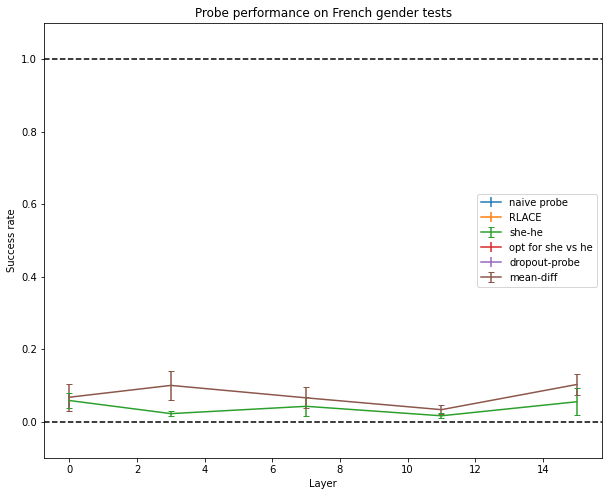 Probe performance on French gender tests
1.0
0.8
0.6
0.4
0.2
0.0
Success rate
naive probe
RLACE
she-he
opt for she vs he
dropout-probe
mean-diff
0 2 4 6 8 10 12 14
Layer